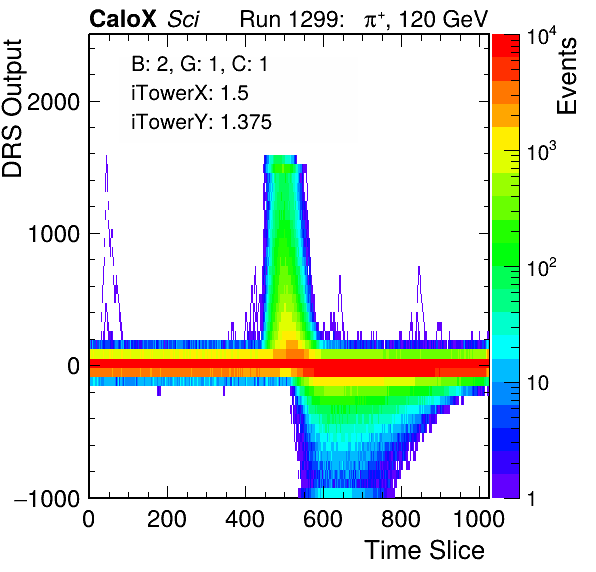 CaloX Sci Run 1299: π⁺, 120 GeV
B: 2, G: 1, C: 1
iTowerX: 1.5
iTowerY: 1.375
DRS Output
2000
1000
0
−1000
0 200 400 600 800 1000
Time Slice
Events
10⁴
10³
10²
10
1